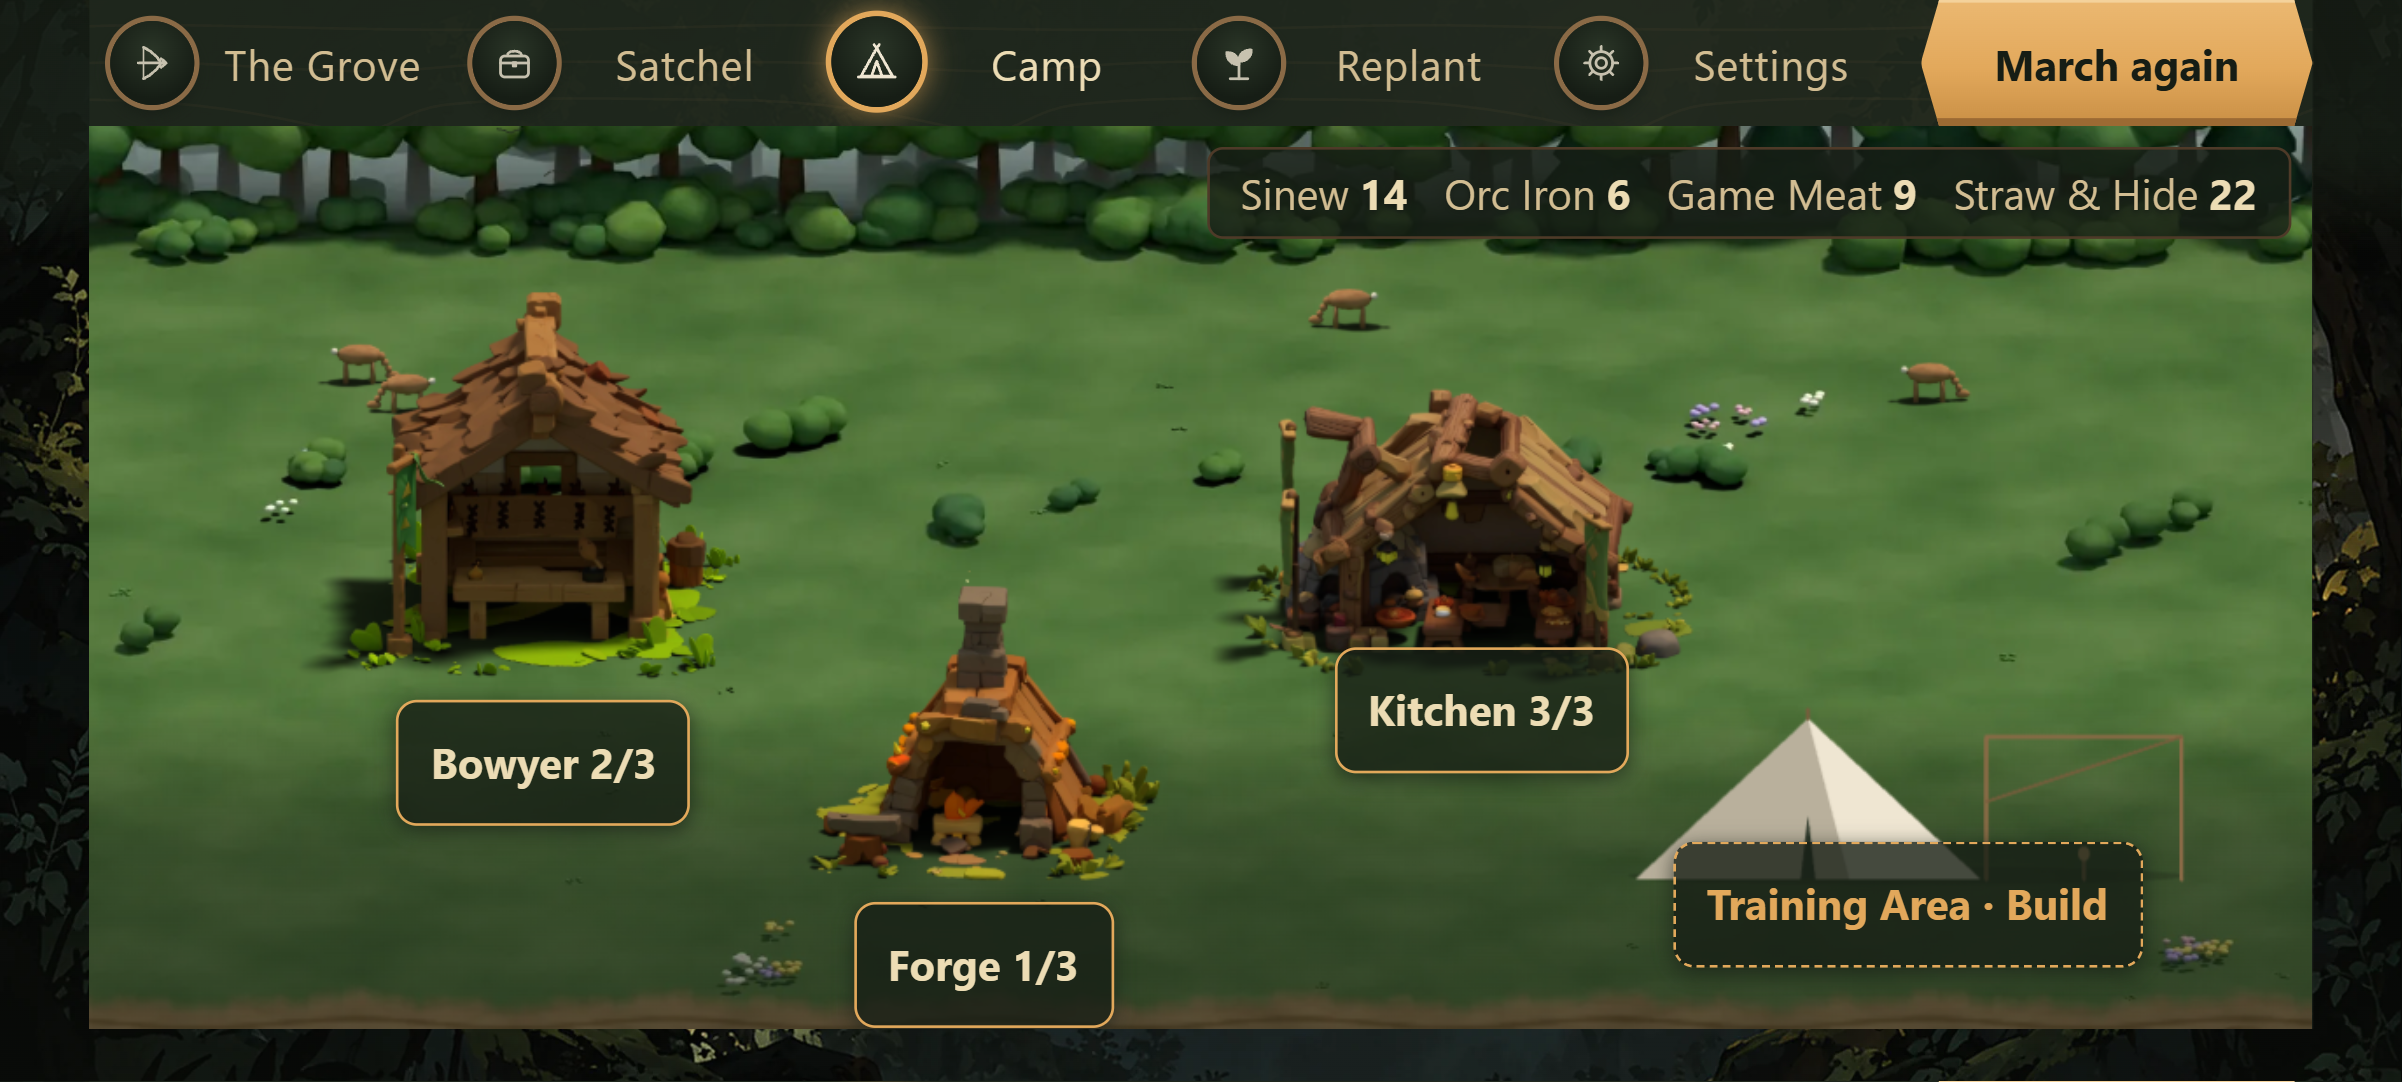 The Grove
Satchel
Camp
Replant
Settings
March again
Sinew 14 Orc Iron 6 Game Meat 9 Straw & Hide 22
Bowyer 2/3
Kitchen 3/3
Training Area · Build
Forge 1/3